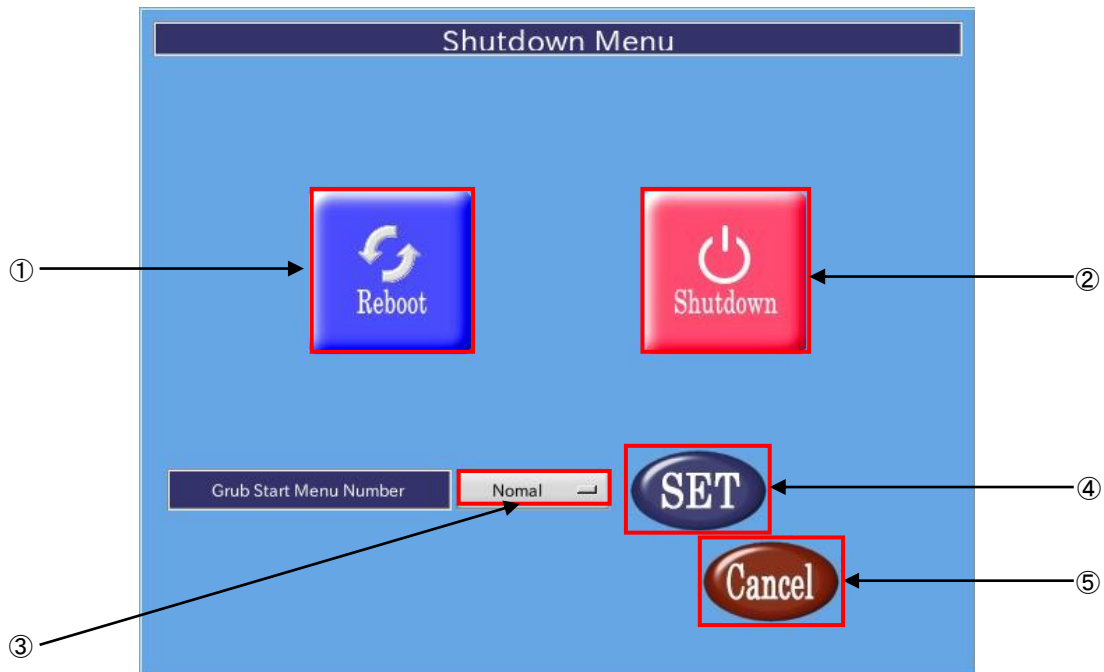 Shutdown Menu
① Reboot Shutdown ②
Grub Start Menu Number Nomal SET ④
Cancel ⑤
③